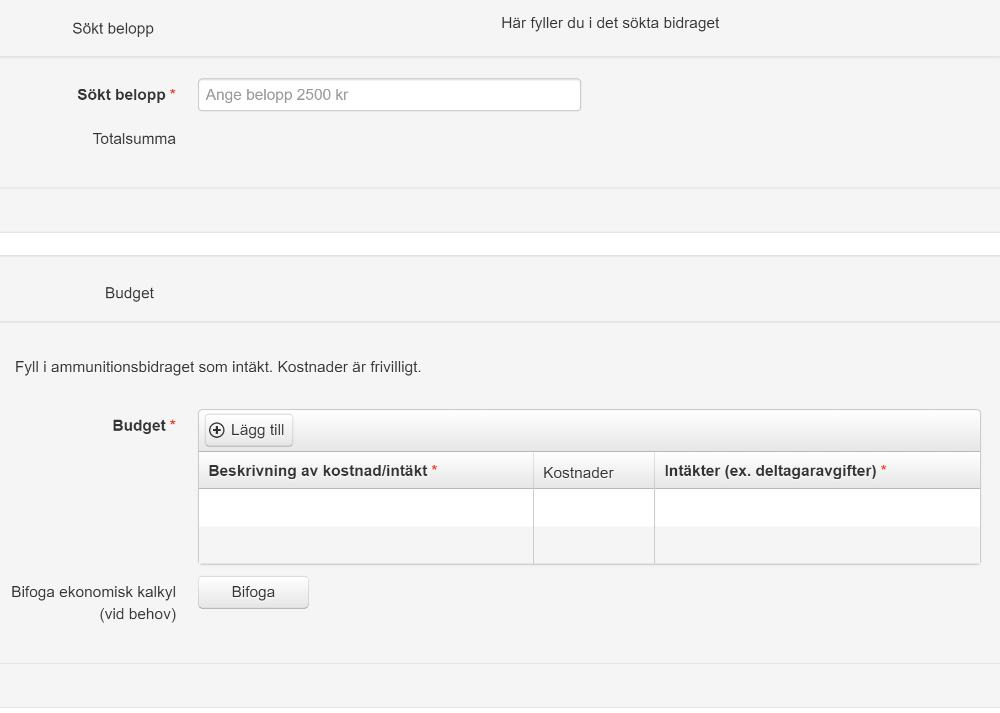 Sökt belopp
Här fyller du i det sökta bidraget
Sökt belopp *
Ange belopp 2500 kr
Totalsumma
Budget
Fyll i ammunitionsbidraget som intäkt. Kostnader är frivilligt.
Budget *
Lägg till
Beskrivning av kostnad/intäkt *
Kostnader
Intäkter (ex. deltagaravgifter) *
Bifoga ekonomisk kalkyl
(vid behov)
Bifoga